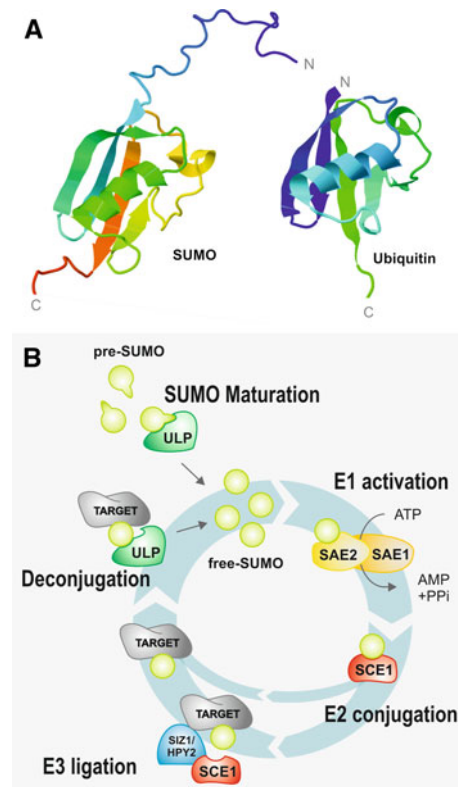 A
N
N
SUMO
Ubiquitin
C
C
B
pre-SUMO
SUMO Maturation
ULP
E1 activation
TARGET
ATP
ULP
free-SUMO
SAE2
SAE1
Deconjugation
AMP
+PPi
TARGET
SCE1
E2 conjugation
TARGET
SIZ1/
HPY2
E3 ligation
SCE1